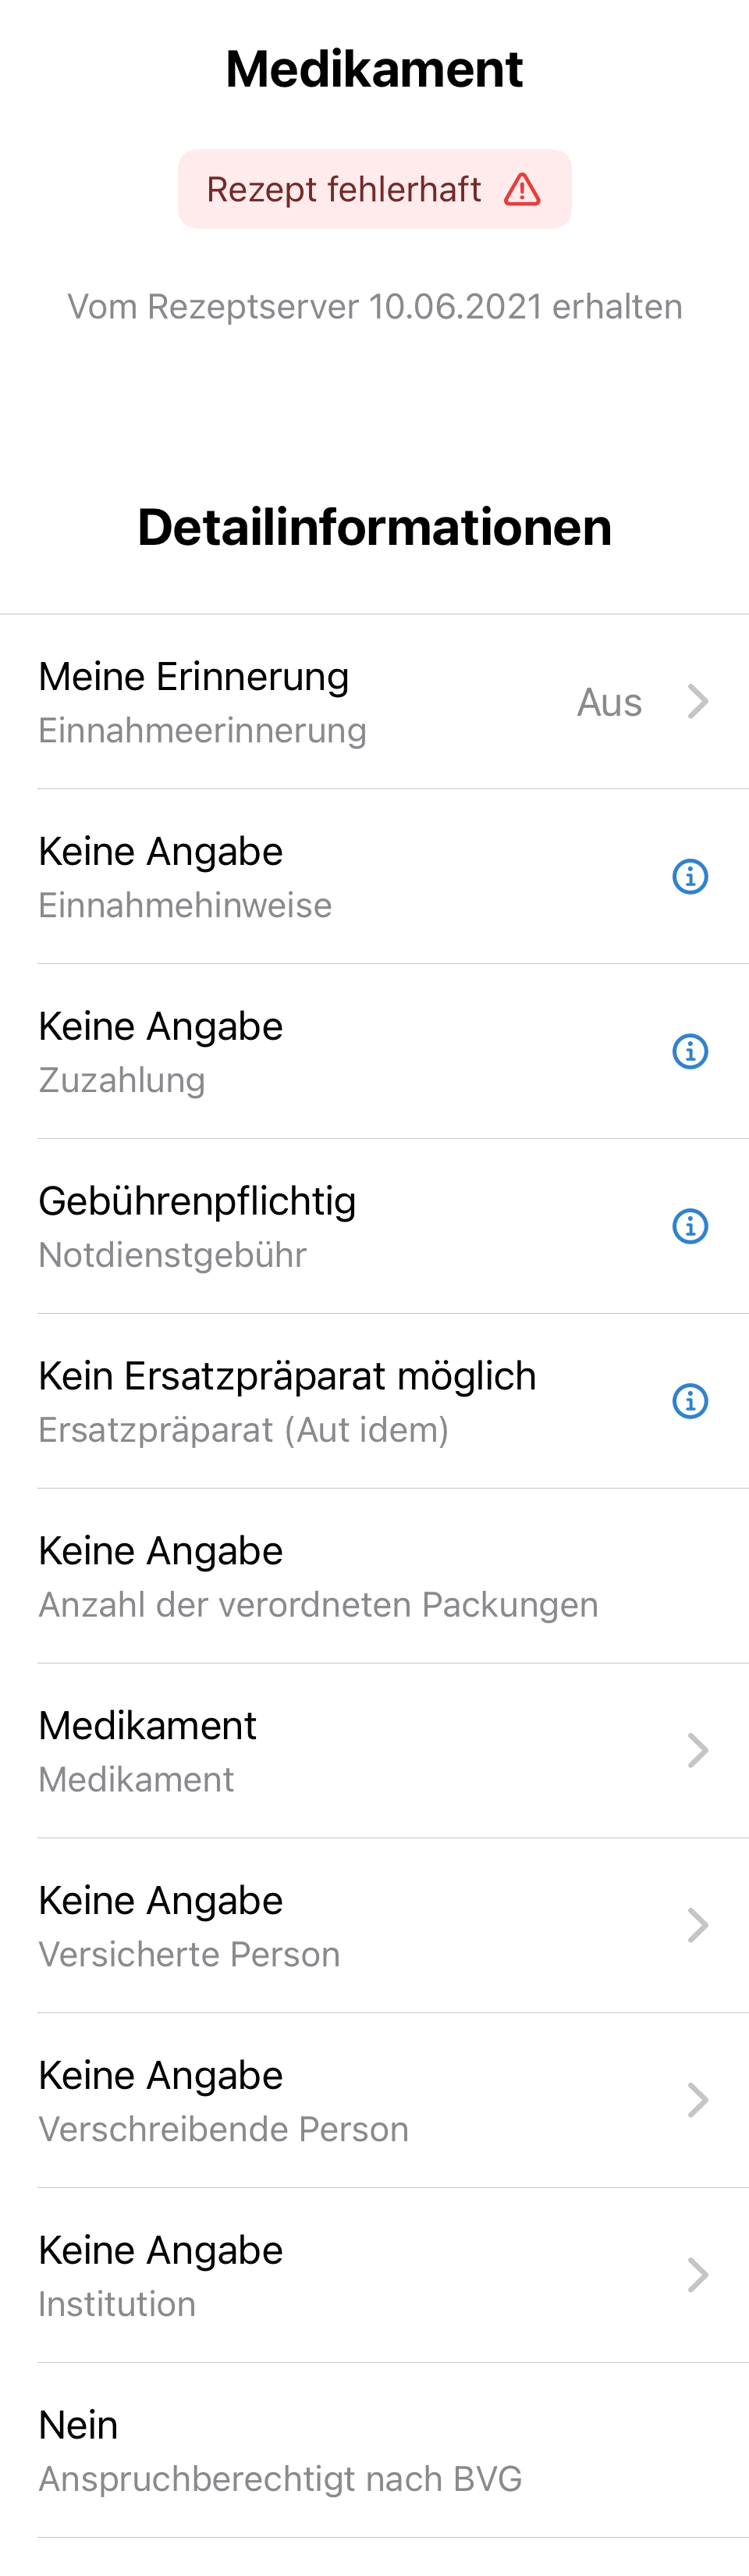 Medikament
Rezept fehlerhaft
Vom Rezeptserver 10.06.2021 erhalten
Detailinformationen
Meine Erinnerung
Einnahmeerinnerung
Aus
Keine Angabe
Einnahmehinweise
Keine Angabe
Zuzahlung
Gebührenpflichtig
Notdienstgebühr
Kein Ersatzpräparat möglich
Ersatzpräparat (Aut idem)
Keine Angabe
Anzahl der verordneten Packungen
Medikament
Medikament
Keine Angabe
Versicherte Person
Keine Angabe
Verschreibende Person
Keine Angabe
Institution
Nein
Anspruchberechtigt nach BVG